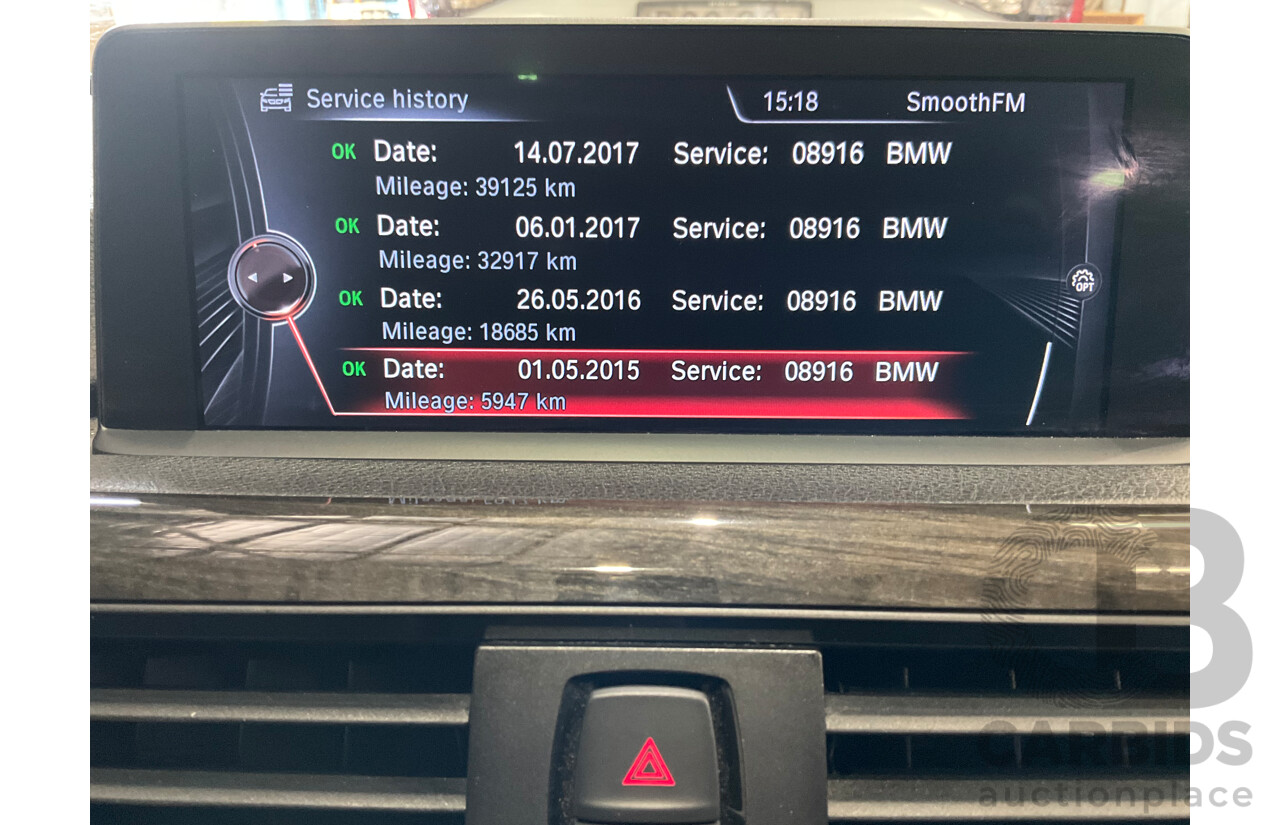 Service history 15:18 SmoothFM
OK Date: 14.07.2017 Service: 08916 BMW
Mileage: 39125 km
OK Date: 06.01.2017 Service: 08916 BMW
Mileage: 32917 km
OPT
OK Date: 26.05.2016 Service: 08916 BMW
Mileage: 18685 km
OK Date: 01.05.2015 Service: 08916 BMW
Mileage: 5947 km
CARBIDS
auctionplace